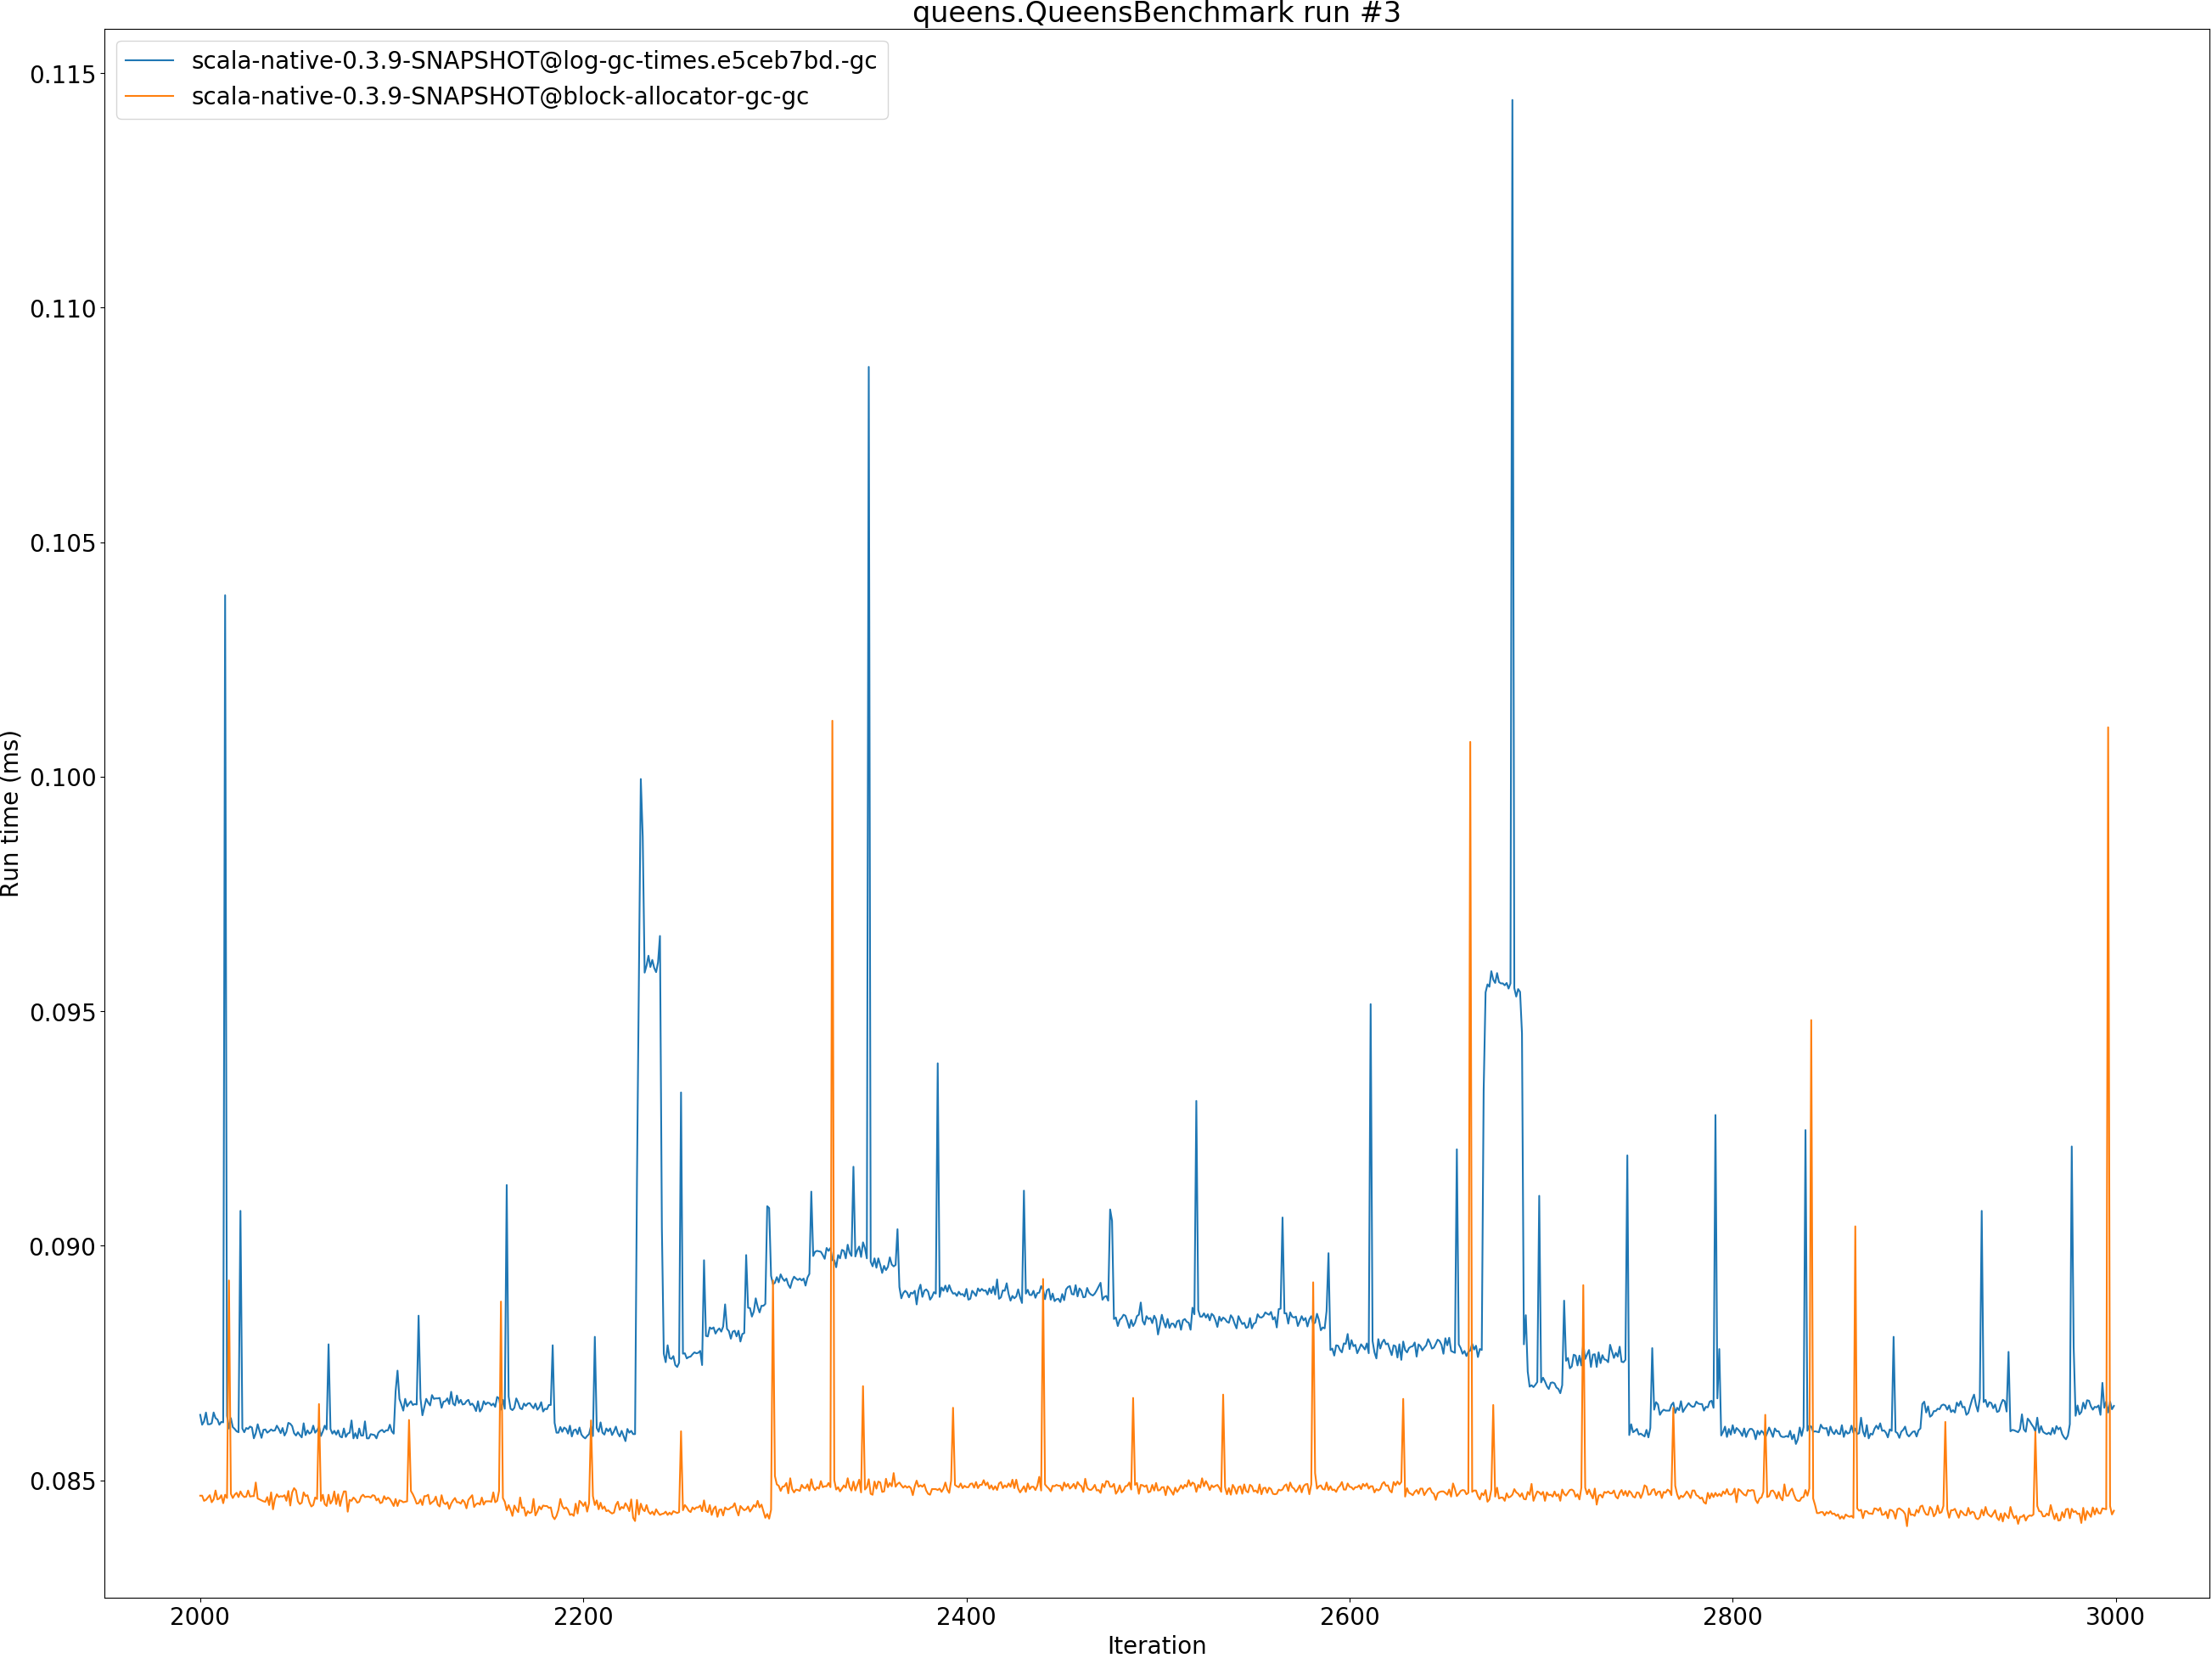 queens.QueensBenchmark run #3
scala-native-0.3.9-SNAPSHOT@log-gc-times.e5ceb7bd.-gc
scala-native-0.3.9-SNAPSHOT@block-allocator-gc-gc
0.115
0.110
0.105
0.100
0.095
0.090
0.085
Run time (ms)
2000 2200 2400 2600 2800 3000
Iteration